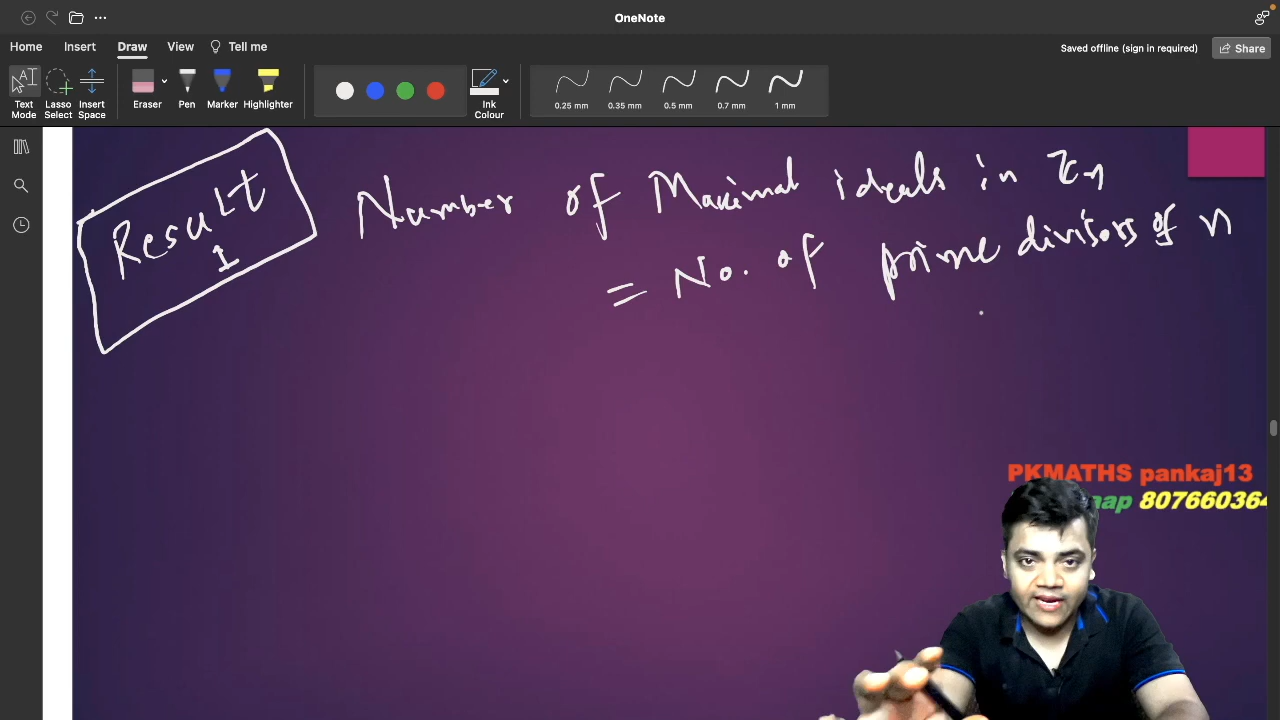 OneNote
Home Insert Draw View Tell me
Saved offline (sign in required) Share
Text Mode Lasso Select Insert Space Eraser Pen Marker Highlighter Ink Colour 0.25 mm 0.35 mm 0.5 mm 0.7 mm 1 mm
Result 1
Number of Maximal ideals in Zn
= No. of prime divisors of n
PKMATHS pankaj13
80766036